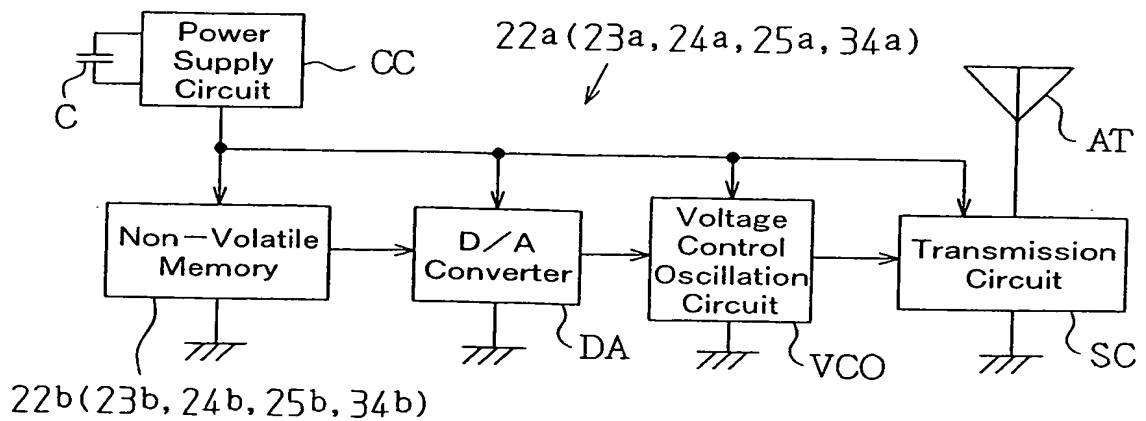 Power
Supply
Circuit
CC
C
22a(23a, 24a, 25a, 34a)
AT
Non-Volatile
Memory
D/A
Converter
Voltage
Control
Oscillation
Circuit
Transmission
Circuit
DA
VCO
SC
22b(23b, 24b, 25b, 34b)